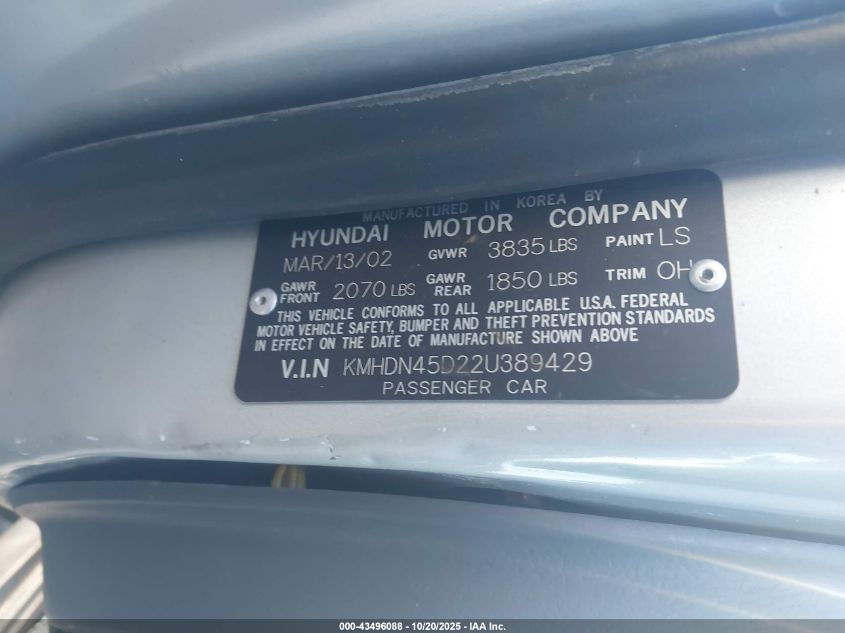 MANUFACTURED IN KOREA BY
HYUNDAI MOTOR COMPANY
MAR/13/02 GVWR 3835 LBS PAINT LS
GAWR FRONT 2070 LBS GAWR REAR 1850 LBS TRIM OH
THIS VEHICLE CONFORMS TO ALL APPLICABLE U.S.A. FEDERAL
MOTOR VEHICLE SAFETY, BUMPER AND THEFT PREVENTION STANDARDS
IN EFFECT ON THE DATE OF MANUFACTURE SHOWN ABOVE
V.I.N KMHDN45D22U389429
PASSENGER CAR
000-43496088 - 10/20/2025 - IAA Inc.